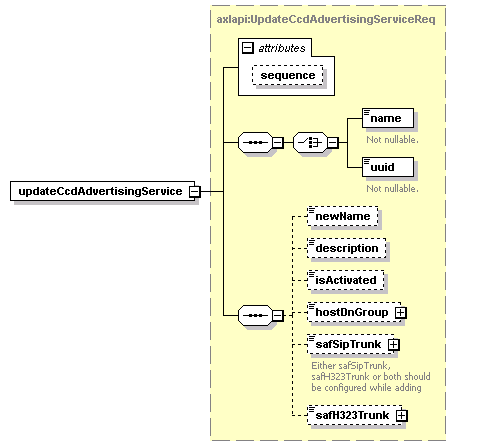 axlapi:UpdateCcdAdvertisingServiceReq
attributes
sequence
name
Not nullable.
uuid
Not nullable.
updateCcdAdvertisingService
newName
description
isActivated
hostDnGroup
safSipTrunk
Either safSipTrunk,
safH323Trunk or both should
be configured while adding
safH323Trunk